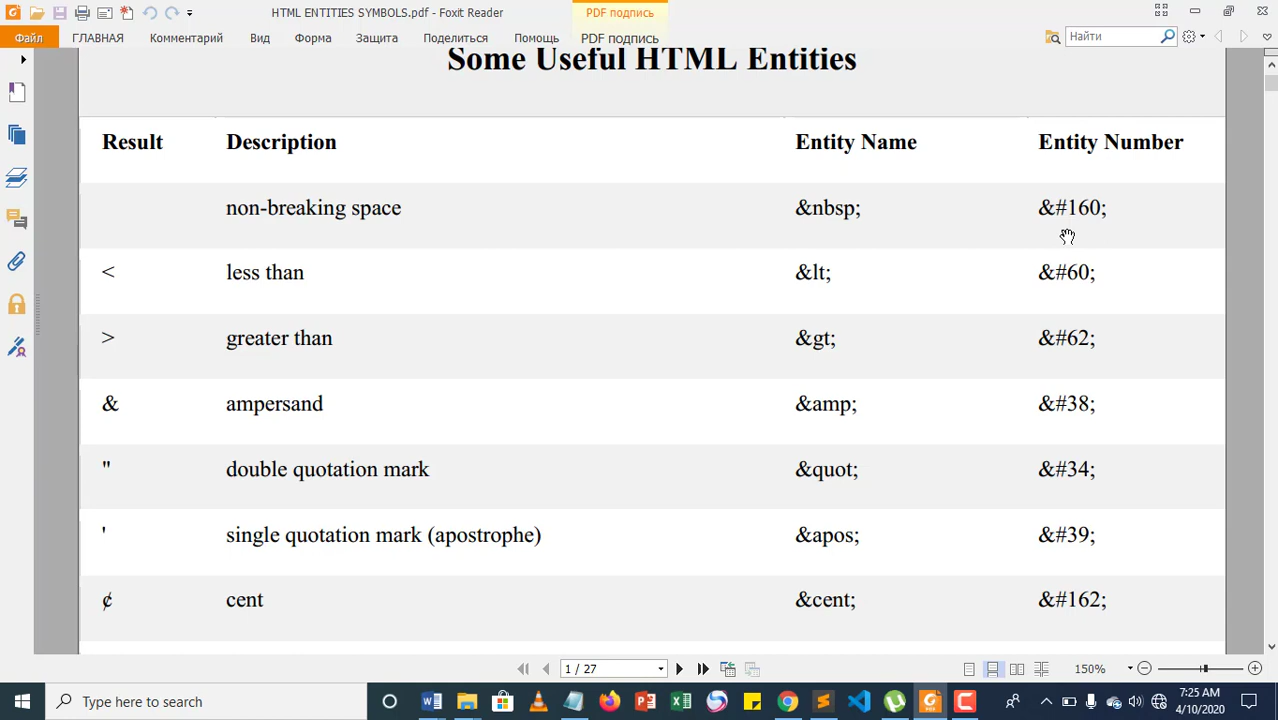 HTML ENTITIES SYMBOLS.pdf - Foxit Reader
PDF подпись
Файл ГЛАВНАЯ Комментарий Вид Форма Защита Поделиться Помощь PDF подпись Найти
Some Useful HTML Entities
Result Description Entity Name Entity Number
non-breaking space &nbsp; &#160;
< less than &lt; &#60;
> greater than &gt; &#62;
& ampersand &amp; &#38;
" double quotation mark &quot; &#34;
' single quotation mark (apostrophe) &apos; &#39;
¢ cent &cent; &#162;
1 / 27 150%
Type here to search
7:25 AM
4/10/2020